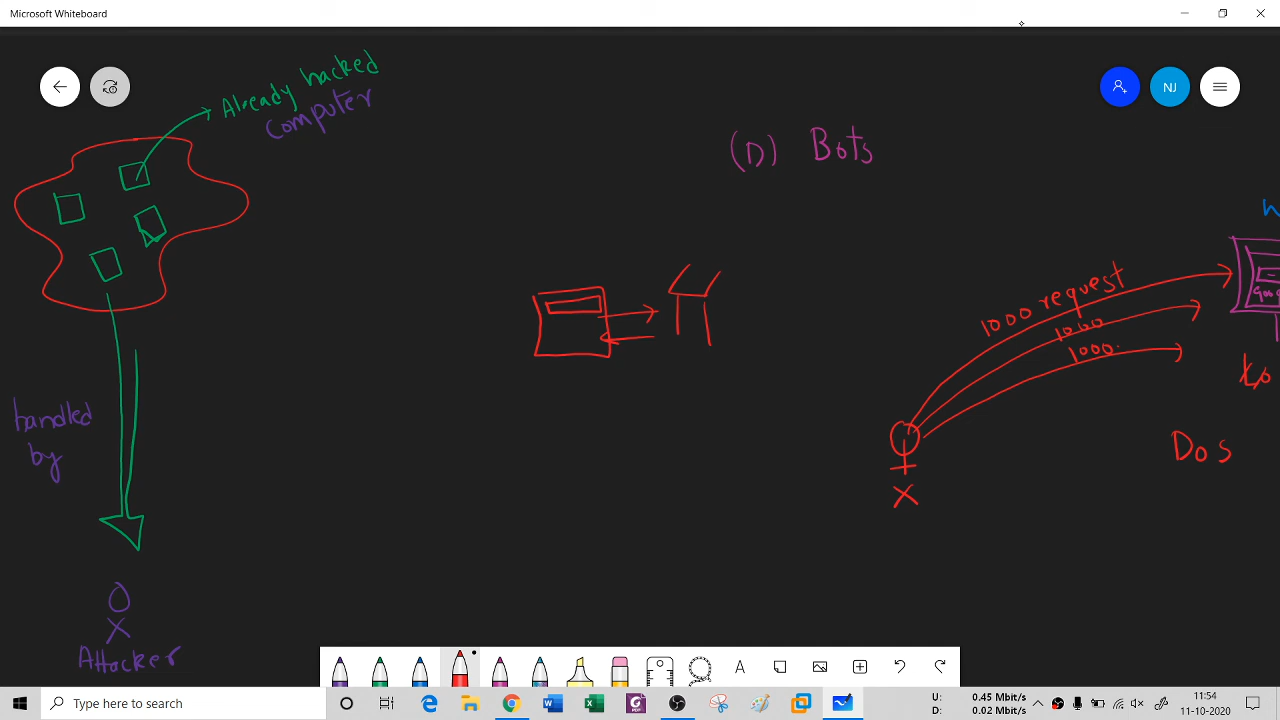 Microsoft Whiteboard
Already hacked
Computer
NJ
(D) Bots
1000 request
1000
1000
handled
by
Dos
Attacker
A
Type here to search
U: 0.45 Mbit/s
D: 0.02 Mbit/s
11:54
11-10-2020